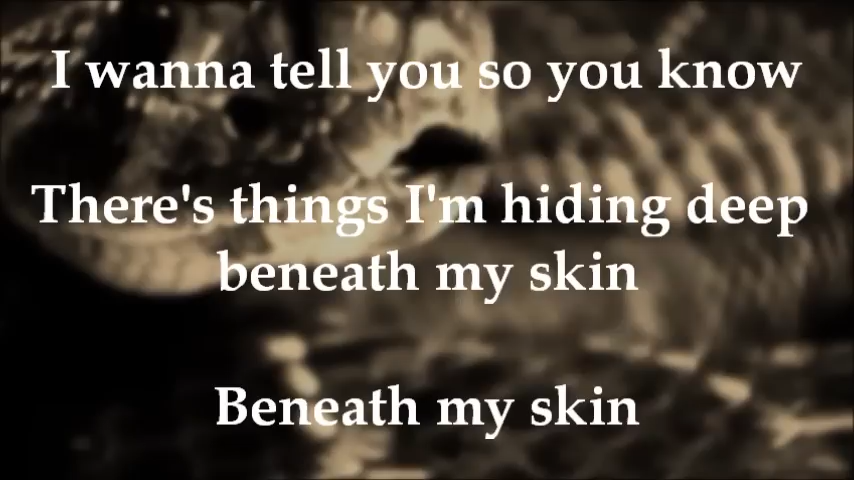 I wanna tell you so you know
There's things I'm hiding deep
beneath my skin
Beneath my skin